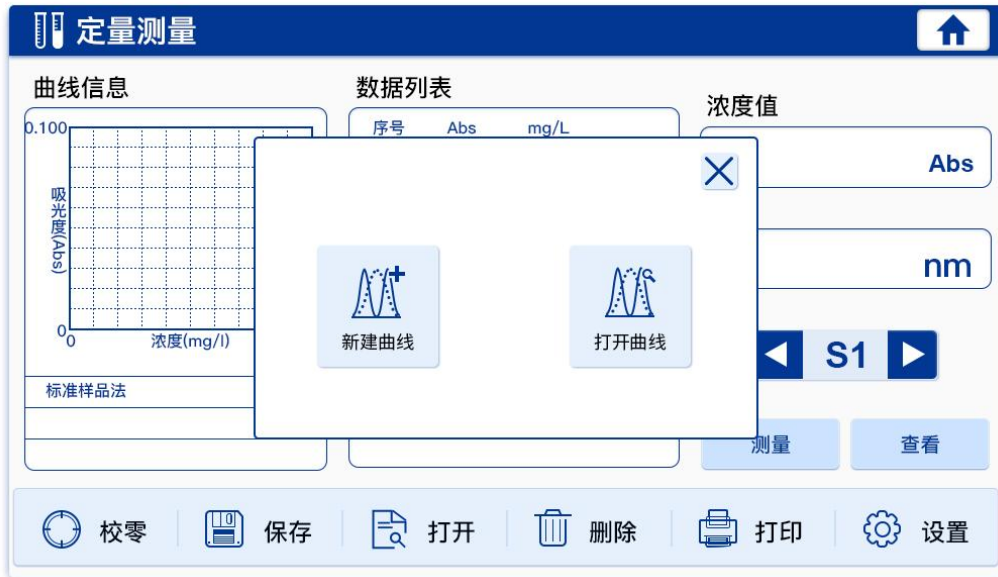 定量测量
曲线信息
数据列表
浓度值
0.100
吸光度(Abs)
0
0
浓度(mg/l)
标准样品法
序号 Abs mg/L
Abs
nm
新建曲线
打开曲线
S1
测量
查看
校零
保存
打开
删除
打印
设置